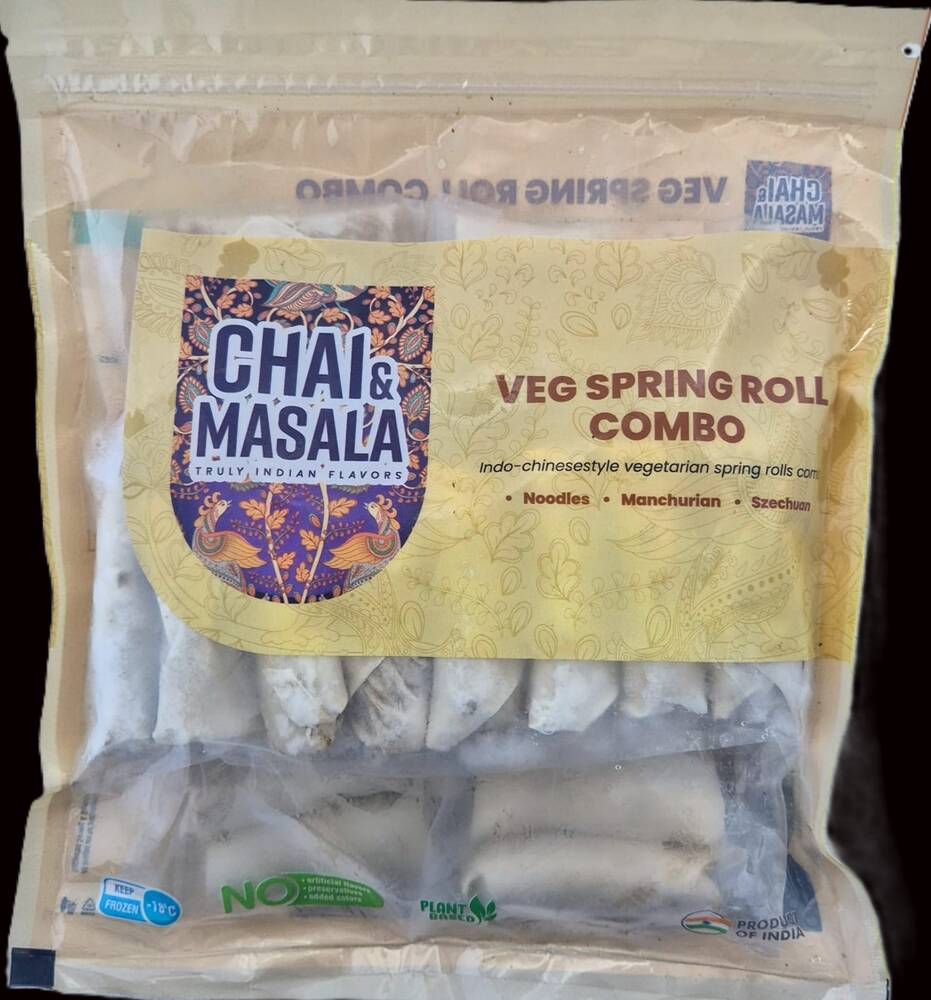 VEG SPRING ROLL COMBO
CHAI & MASALA
CHAI &
MASALA
TRULY INDIAN FLAVORS
VEG SPRING ROLL
COMBO
Indo-chinesestyle vegetarian spring rolls com
• Noodles • Manchurian • Szechuan
KEEP
FROZEN -18°C
NO
• artificial flavors
• preservatives
• added colors
PLANT
BASED
PRODUCT
OF INDIA